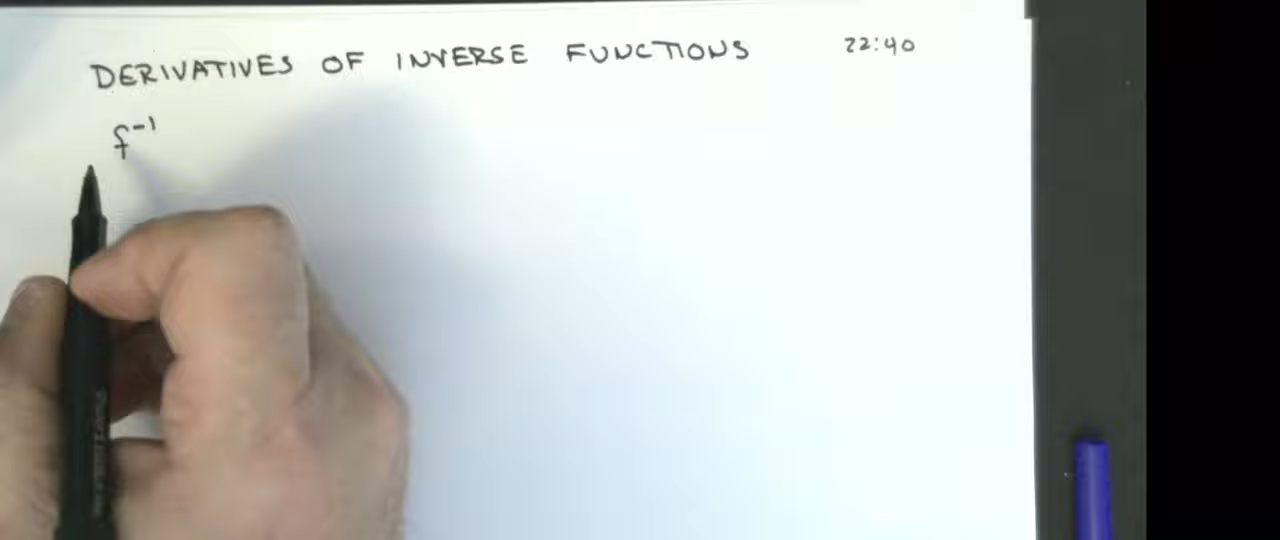 DERIVATIVES OF INVERSE FUNCTIONS 22:40
f⁻¹